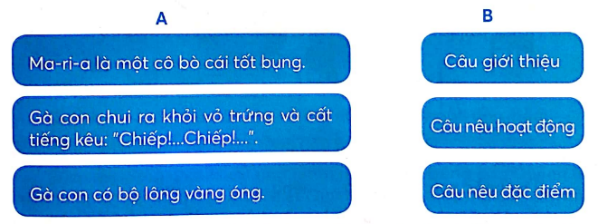 A
B
Ma-ri-a là một cô bò cái tốt bụng.
Câu giới thiệu
Gà con chui ra khỏi vỏ trứng và cất
tiếng kêu: "Chiếp!...Chiếp!...".
Câu nêu hoạt động
Gà con có bộ lông vàng óng.
Câu nêu đặc điểm